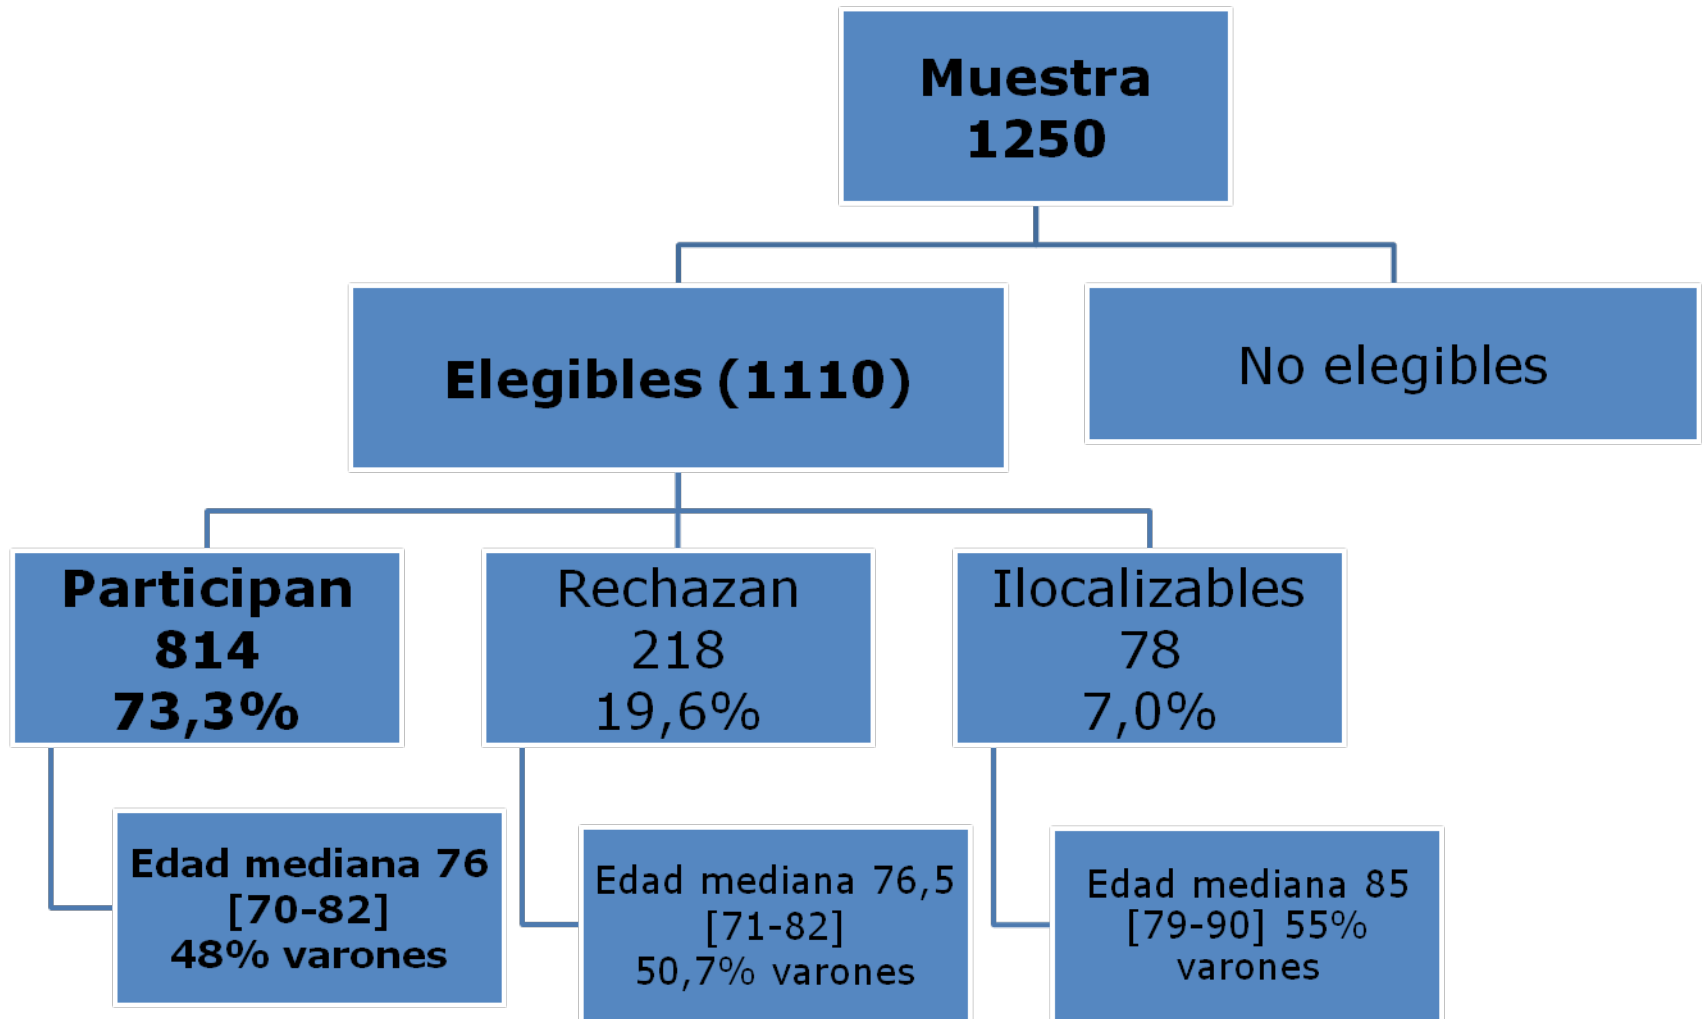 Muestra
1250
Elegibles (1110)
No elegibles
Participan
814
73,3%
Rechazan
218
19,6%
Ilocalizables
78
7,0%
Edad mediana 76
[70-82]
48% varones
Edad mediana 76,5
[71-82]
50,7% varones
Edad mediana 85
[79-90] 55%
varones